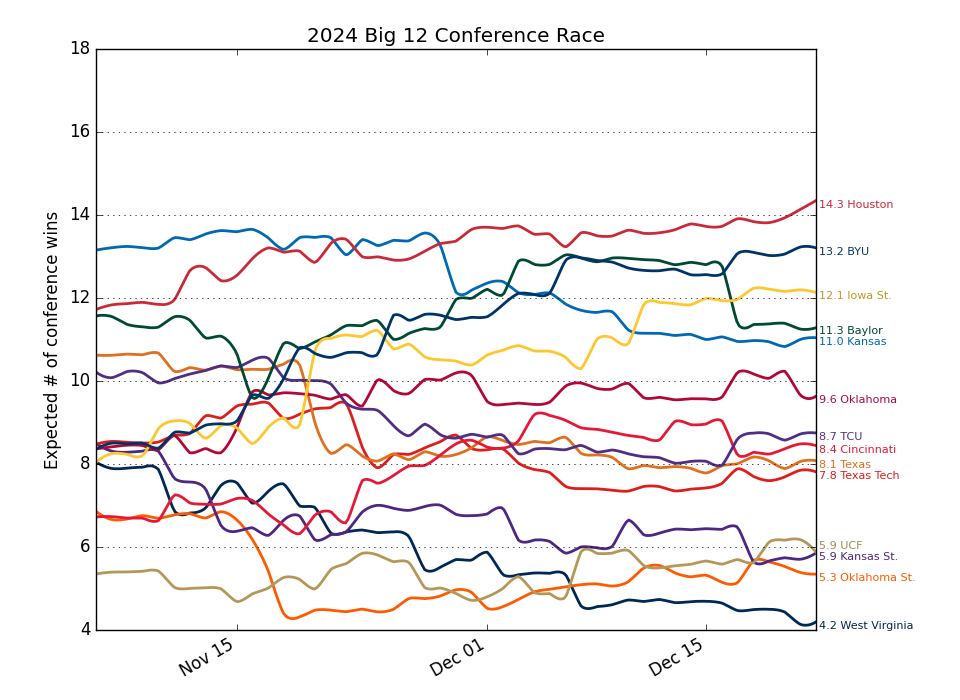 2024 Big 12 Conference Race
Expected # of conference wins
18
16
14
12
10
8
6
4
Nov 15
Dec 01
Dec 15
14.3 Houston
13.2 BYU
12.1 Iowa St.
11.3 Baylor
11.0 Kansas
9.6 Oklahoma
8.7 TCU
8.4 Cincinnati
8.1 Texas
7.8 Texas Tech
5.9 UCF
5.9 Kansas St.
5.3 Oklahoma St.
4.2 West Virginia